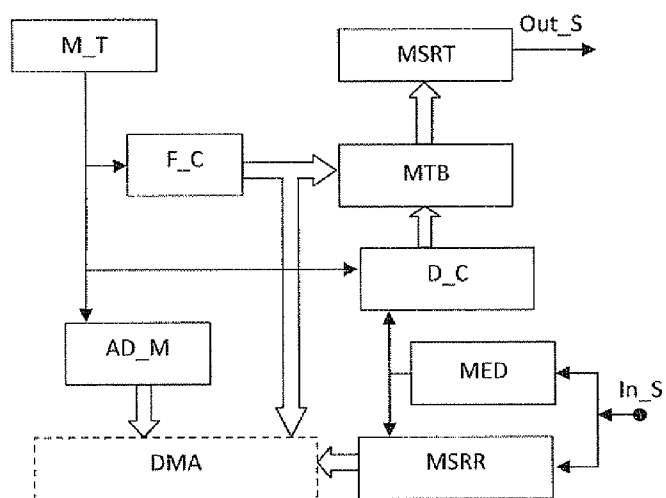 M_T
Out_S
MSRT
F_C
MTB
D_C
AD_M
MED
In_S
DMA
MSRR